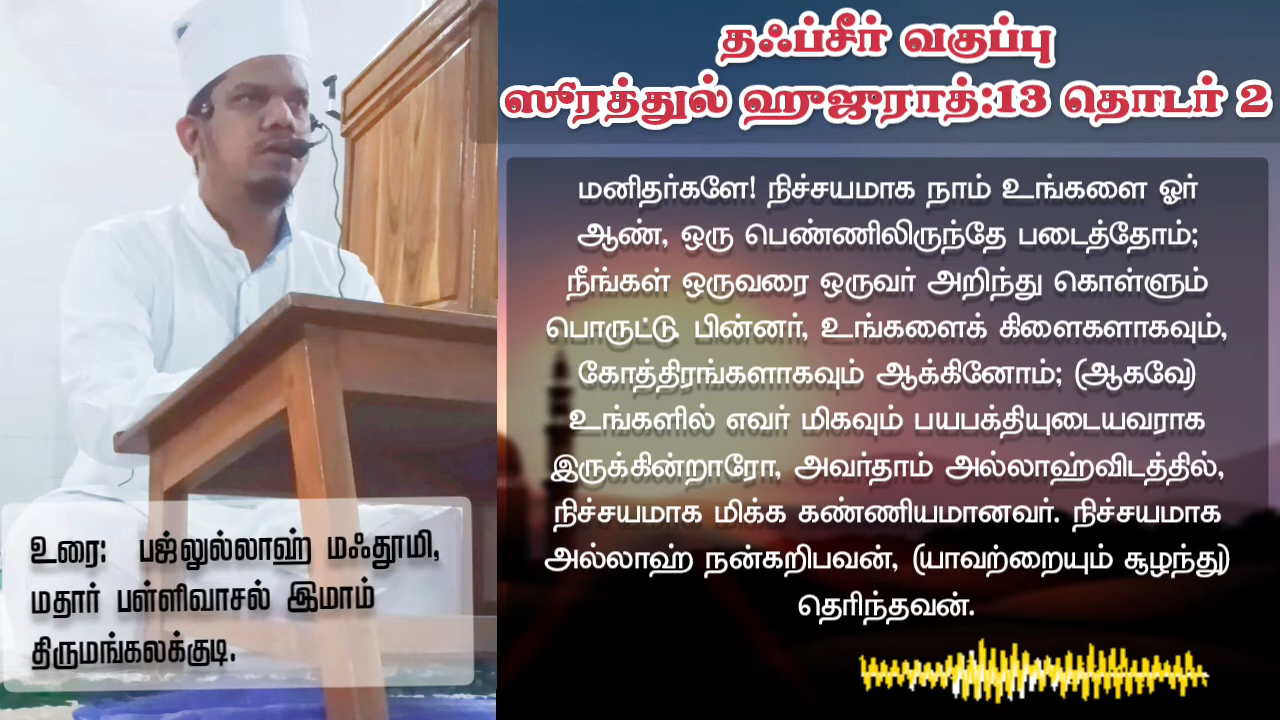 தஃப்சீர் வகுப்பு
ஸூரத்துல் ஹுஜுராத்:13 தொடர் 2
மனிதர்களே! நிச்சயமாக நாம் உங்களை ஓர்
ஆண், ஒரு பெண்ணிலிருந்தே படைத்தோம்;
நீங்கள் ஒருவரை ஒருவர் அறிந்து கொள்ளும்
பொருட்டு. பின்னர், உங்களைக் கிளைகளாகவும்,
கோத்திரங்களாகவும் ஆக்கினோம்; (ஆகவே)
உங்களில் எவர் மிகவும் பயபக்தியுடையவராக
இருக்கின்றாரோ, அவர்தாம் அல்லாஹ்விடத்தில்,
நிச்சயமாக மிக்க கண்ணியமானவர். நிச்சயமாக
அல்லாஹ் நன்கறிபவன், (யாவற்றையும் சூழந்து)
தெரிந்தவன்.
உரை: பஜ்லுல்லாஹ் மஃதூமி,
மதார் பள்ளிவாசல் இமாம்
திருமங்கலக்குடி.